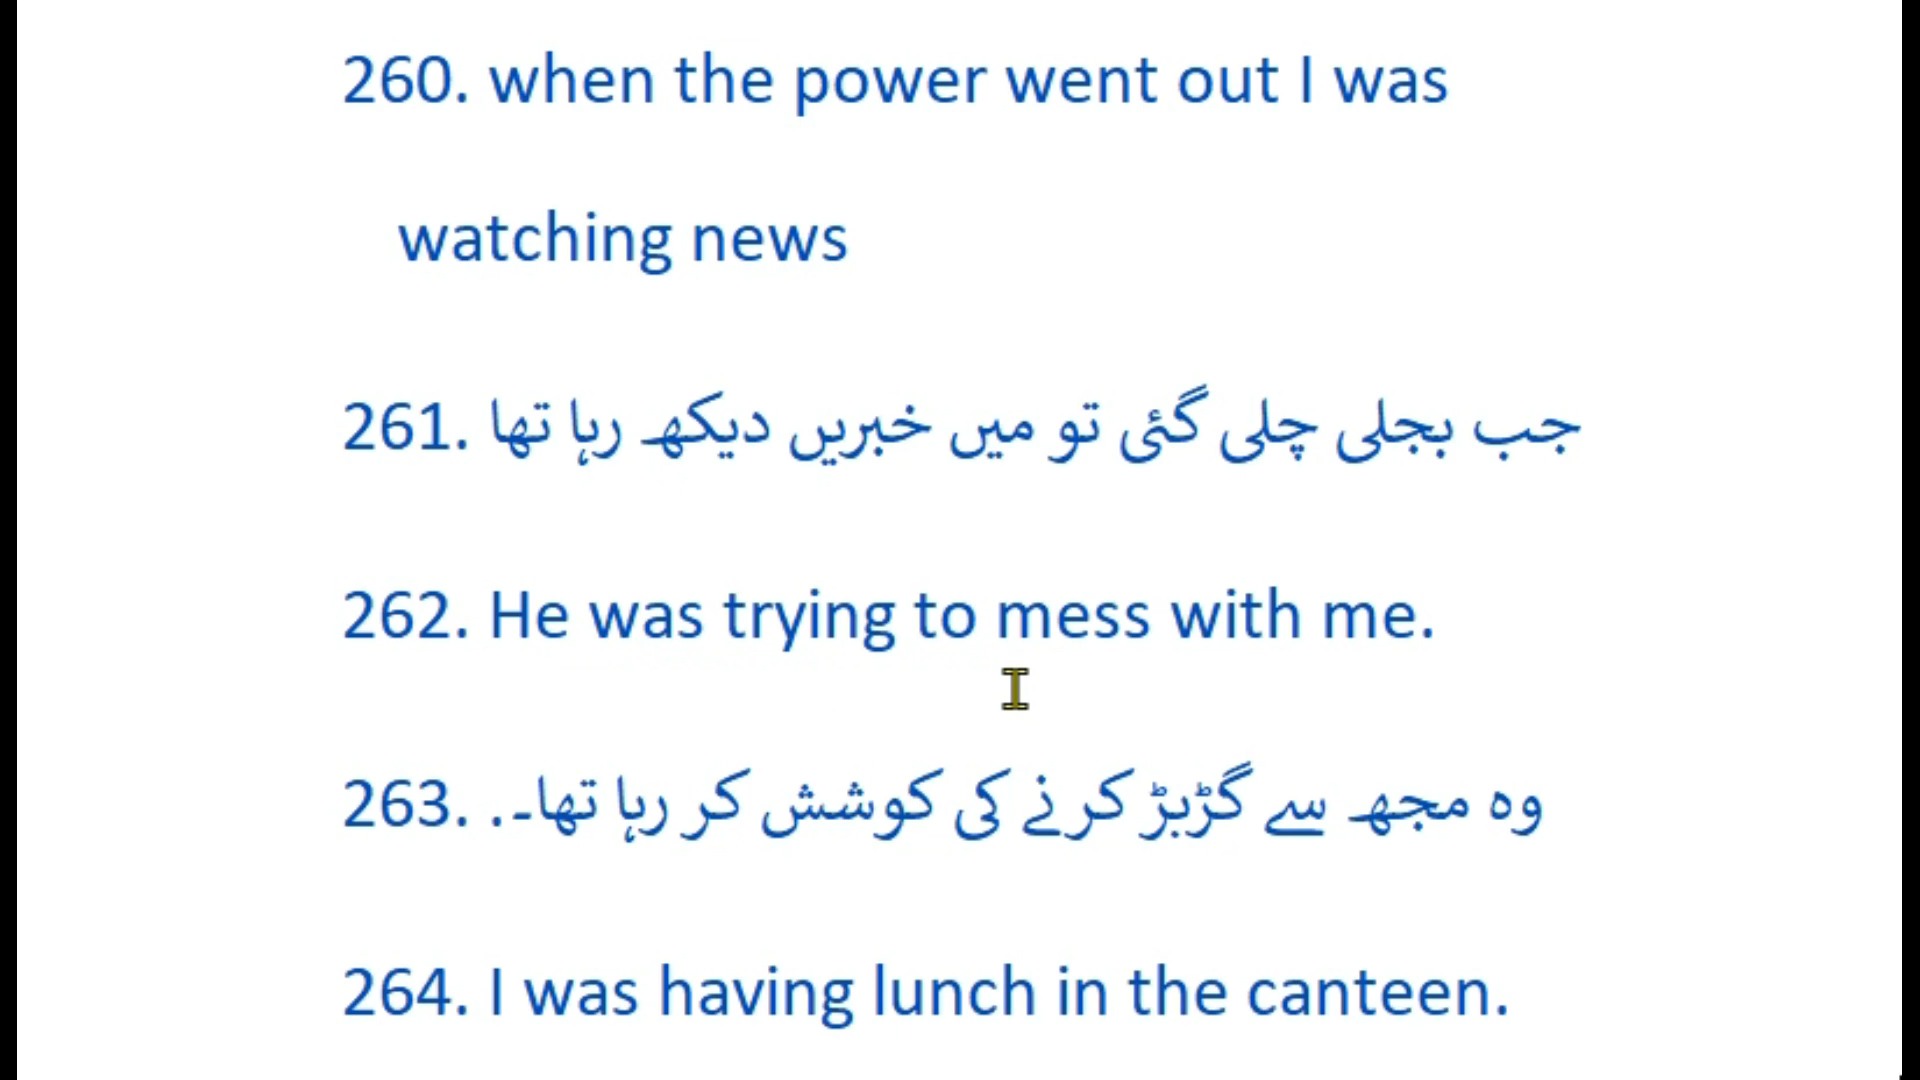 260. when the power went out I was
watching news
261. جب بجلی چلی گئی تو میں خبریں دیکھ رہا تھا
262. He was trying to mess with me.
263. وہ مجھ سے گڑبڑ کرنے کی کوشش کر رہا تھا۔.
264. I was having lunch in the canteen.